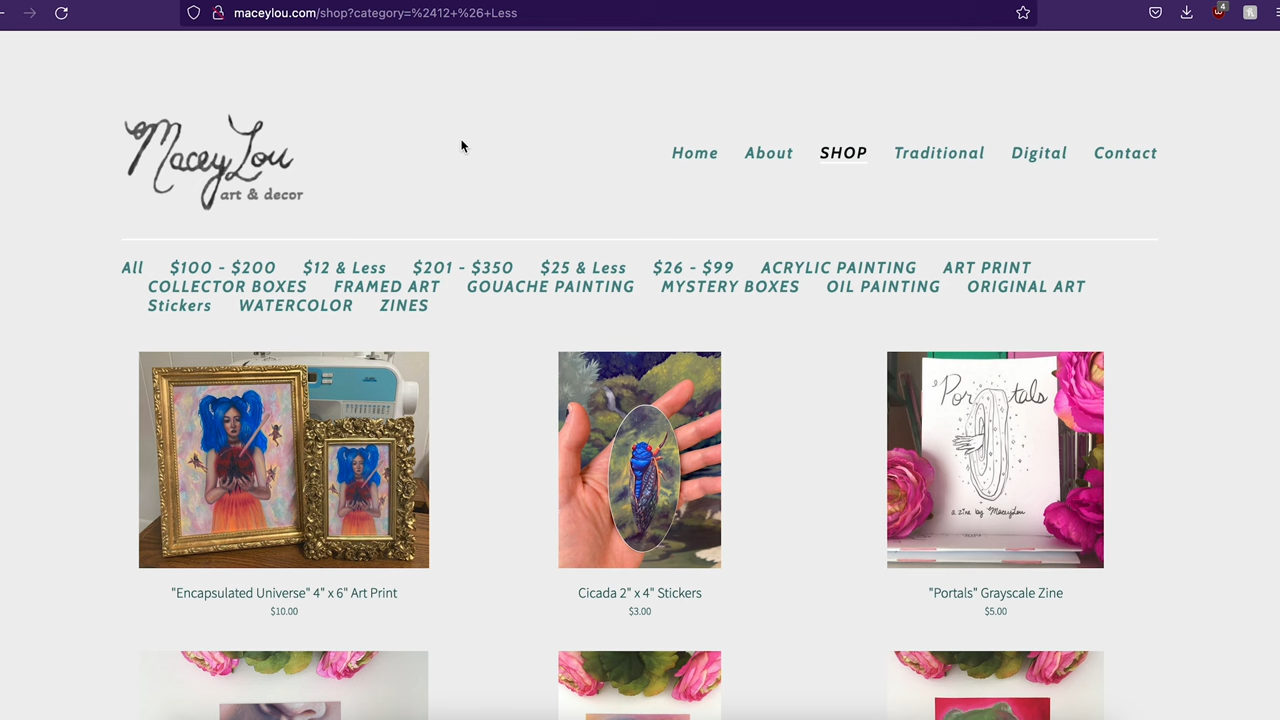 maceylou.com/shop?category=%2412+%26+Less
4
MaceyLou
art & decor
Home About SHOP Traditional Digital Contact
All $100 - $200 $12 & Less $201 - $350 $25 & Less $26 - $99 ACRYLIC PAINTING ART PRINT
COLLECTOR BOXES FRAMED ART GOUACHE PAINTING MYSTERY BOXES OIL PAINTING ORIGINAL ART
Stickers WATERCOLOR ZINES
Portals
a zine by MaceyLou
"Encapsulated Universe" 4" x 6" Art Print
$10.00
Cicada 2" x 4" Stickers
$3.00
"Portals" Grayscale Zine
$5.00